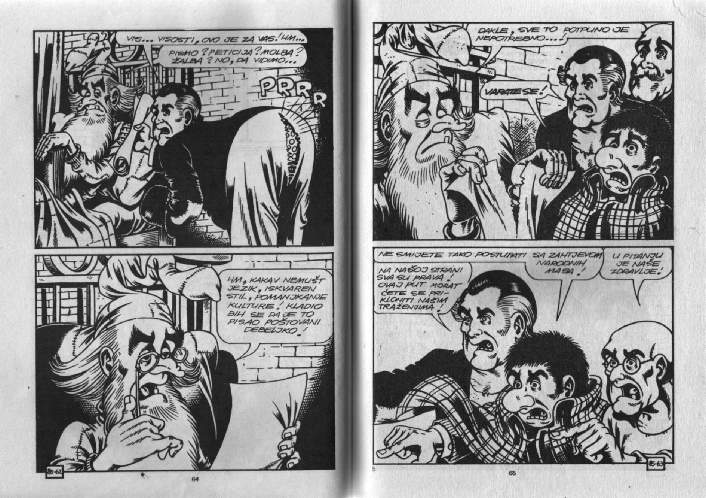 VIS... VISOSTI, OVO JE ZA VAS! HM...
PISMO? PETICIJA? MOLBA?
ŽALBA? NO, DA VIDIMO...
PRRRR
HM, KAKAV NEMUŠT
JEZIK, ISKVAREN
STIL, POMANJKANJE
KULTURE! KLADIO
BIH SE DA JE TO
PISAO POŠTOVANI
DEBELJKO!
64
DAKLE, SVE TO POTPUNO JE
NEPOTREBNO...!
VARATE SE!
NE SMIJETE TAKO POSTUPATI SA ZAHTJEVOM
NARODNIH
MASA!
NA NAŠOJ STRANI
SVA SU PRAVA!
OVAJ PUT MORAT
ĆETE SE PRI-
KLONITI NAŠIM
TRAŽENJIMA!
U PITANJU
JE NAŠE
ZDRAVLJE!
65